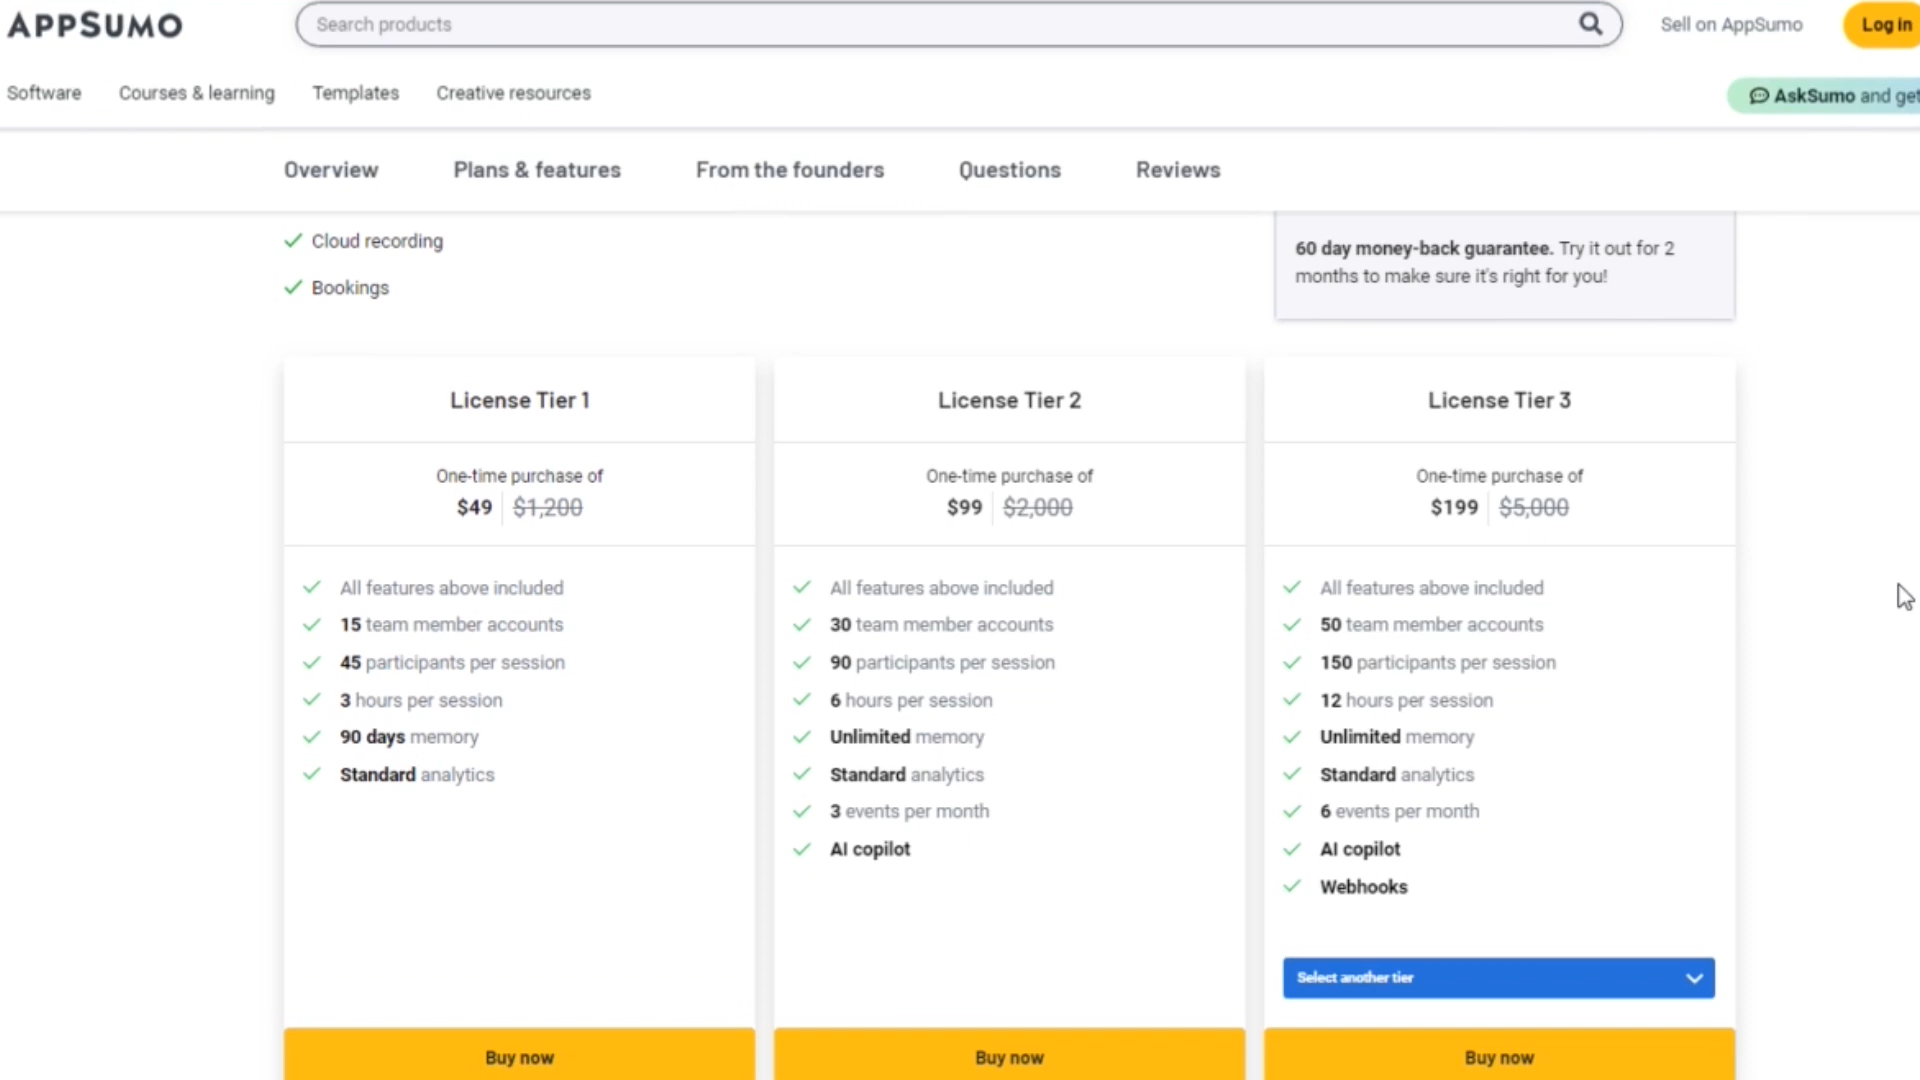 APPSUMO
Search products
Sell on AppSumo
Log in
Software
Courses & learning
Templates
Creative resources
AskSumo and get
Overview
Plans & features
From the founders
Questions
Reviews
Cloud recording
Bookings
60 day money-back guarantee. Try it out for 2
months to make sure it's right for you!
License Tier 1
One-time purchase of
$49 $1,200
All features above included
15 team member accounts
45 participants per session
3 hours per session
90 days memory
Standard analytics
Buy now
License Tier 2
One-time purchase of
$99 $2,000
All features above included
30 team member accounts
90 participants per session
6 hours per session
Unlimited memory
Standard analytics
3 events per month
AI copilot
Buy now
License Tier 3
One-time purchase of
$199 $5,000
All features above included
50 team member accounts
150 participants per session
12 hours per session
Unlimited memory
Standard analytics
6 events per month
AI copilot
Webhooks
Select another tier
Buy now